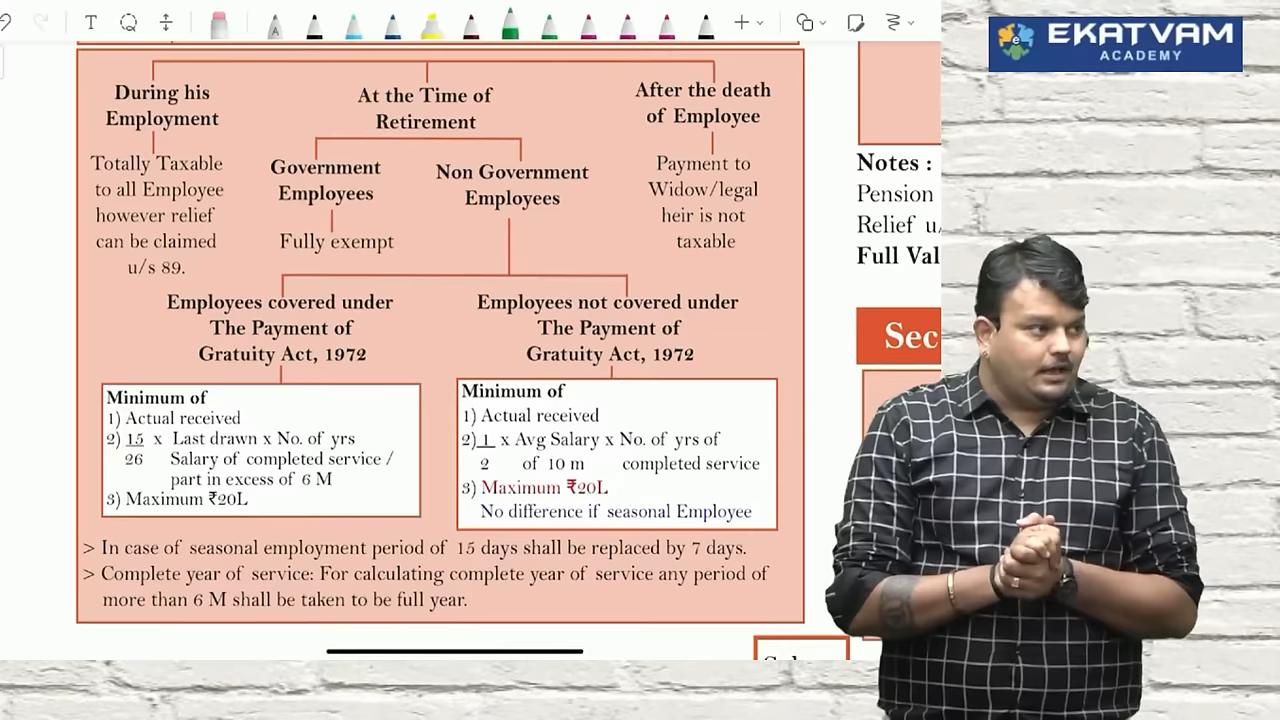 EKATVAM
ACADEMY
T
A
During his
Employment
Totally Taxable
to all Employee
however relief
can be claimed
u/s 89.
At the Time of
Retirement
Government
Employees
Fully exempt
Non Government
Employees
After the death
of Employee
Payment to
Widow/legal
heir is not
taxable
Employees covered under
The Payment of
Gratuity Act, 1972
Minimum of
1) Actual received
2) 15 x Last drawn x No. of yrs
26 Salary of completed service /
part in excess of 6 M
3) Maximum ₹20L
Employees not covered under
The Payment of
Gratuity Act, 1972
Minimum of
1) Actual received
2) 1 x Avg Salary x No. of yrs of
2 of 10 m completed service
3) Maximum ₹20L
No difference if seasonal Employee
> In case of seasonal employment period of 15 days shall be replaced by 7 days.
> Complete year of service: For calculating complete year of service any period of
more than 6 M shall be taken to be full year.
Notes :
Pension
Relief u/
Full Val
Sec